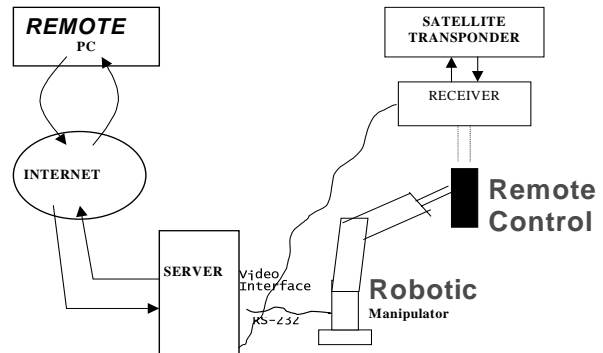 REMOTE
PC
SATELLITE
TRANSPONDER
RECEIVER
INTERNET
Remote
Control
SERVER
Video
Interface
RS-232
Robotic
Manipulator